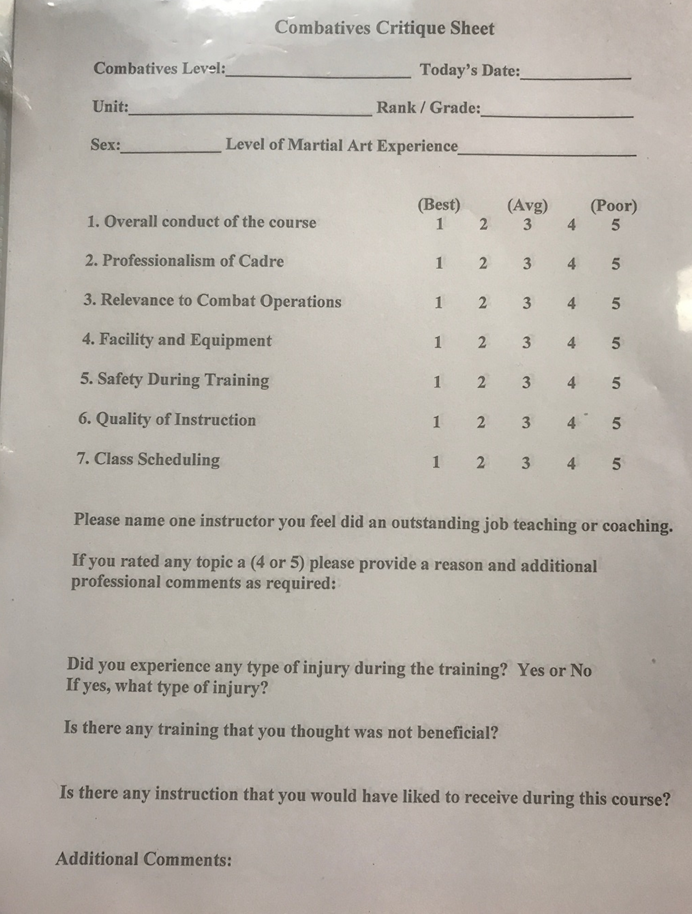 Combatives Critique Sheet
Combatives Level:____________________ Today's Date:____________
Unit:__________________________ Rank / Grade:_________________
Sex:___________ Level of Martial Art Experience____________________
(Best) (Avg) (Poor)
1. Overall conduct of the course 1 2 3 4 5
2. Professionalism of Cadre 1 2 3 4 5
3. Relevance to Combat Operations 1 2 3 4 5
4. Facility and Equipment 1 2 3 4 5
5. Safety During Training 1 2 3 4 5
6. Quality of Instruction 1 2 3 4 5
7. Class Scheduling 1 2 3 4 5
Please name one instructor you feel did an outstanding job teaching or coaching.
If you rated any topic a (4 or 5) please provide a reason and additional
professional comments as required:
Did you experience any type of injury during the training? Yes or No
If yes, what type of injury?
Is there any training that you thought was not beneficial?
Is there any instruction that you would have liked to receive during this course?
Additional Comments: